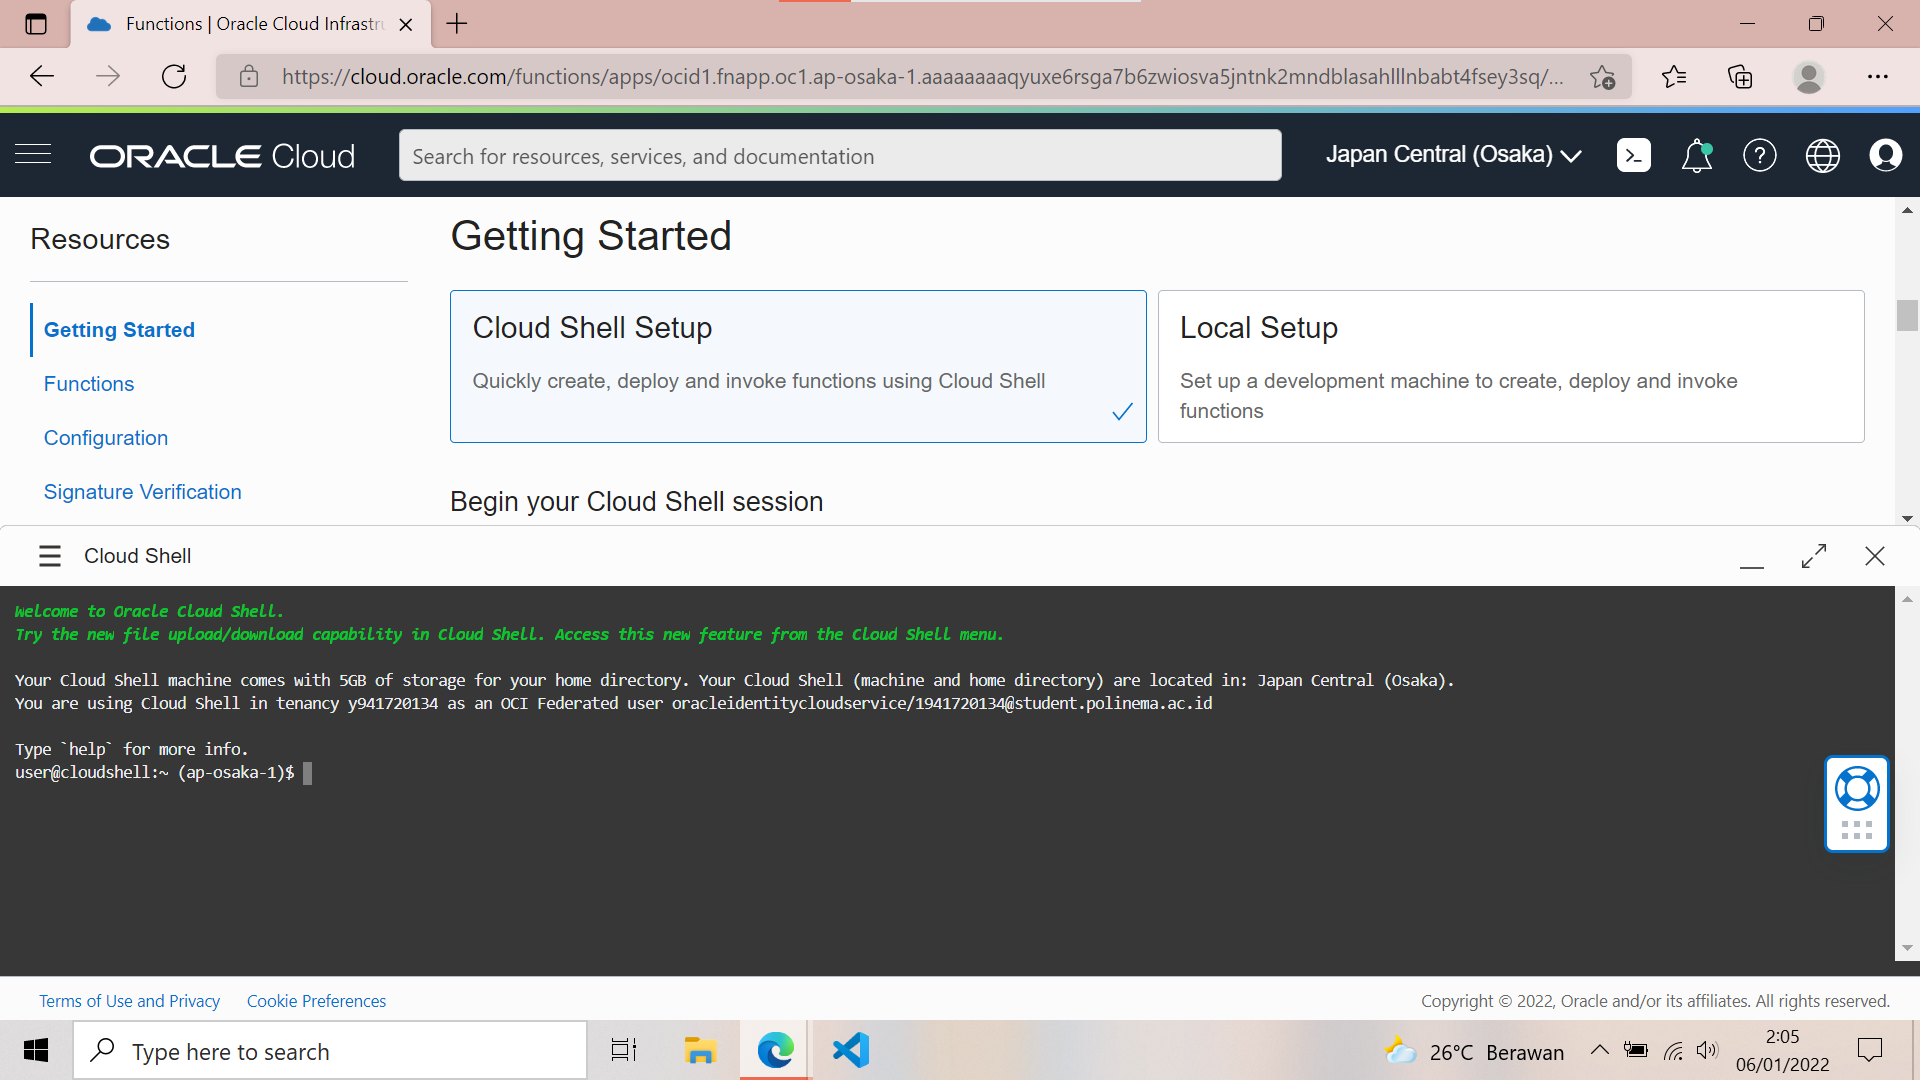 Functions | Oracle Cloud Infrastru
https://cloud.oracle.com/functions/apps/ocid1.fnapp.oc1.ap-osaka-1.aaaaaaaaqyuxe6rsga7b6zwiosva5jntnk2mndblasahlllnbabt4fsey3sq/...
ORACLE Cloud
Search for resources, services, and documentation
Japan Central (Osaka)
Resources
Getting Started
Functions
Configuration
Signature Verification
Getting Started
Cloud Shell Setup
Quickly create, deploy and invoke functions using Cloud Shell
Local Setup
Set up a development machine to create, deploy and invoke
functions
Begin your Cloud Shell session
Cloud Shell
Welcome to Oracle Cloud Shell.
Try the new file upload/download capability in Cloud Shell. Access this new feature from the Cloud Shell menu.
Your Cloud Shell machine comes with 5GB of storage for your home directory. Your Cloud Shell (machine and home directory) are located in: Japan Central (Osaka).
You are using Cloud Shell in tenancy y941720134 as an OCI Federated user oracleidentitycloudservice/1941720134@student.polinema.ac.id
Type `help` for more info.
user@cloudshell:~ (ap-osaka-1)$
Terms of Use and Privacy
Cookie Preferences
Copyright © 2022, Oracle and/or its affiliates. All rights reserved.
Type here to search
26°C Berawan
2:05
06/01/2022